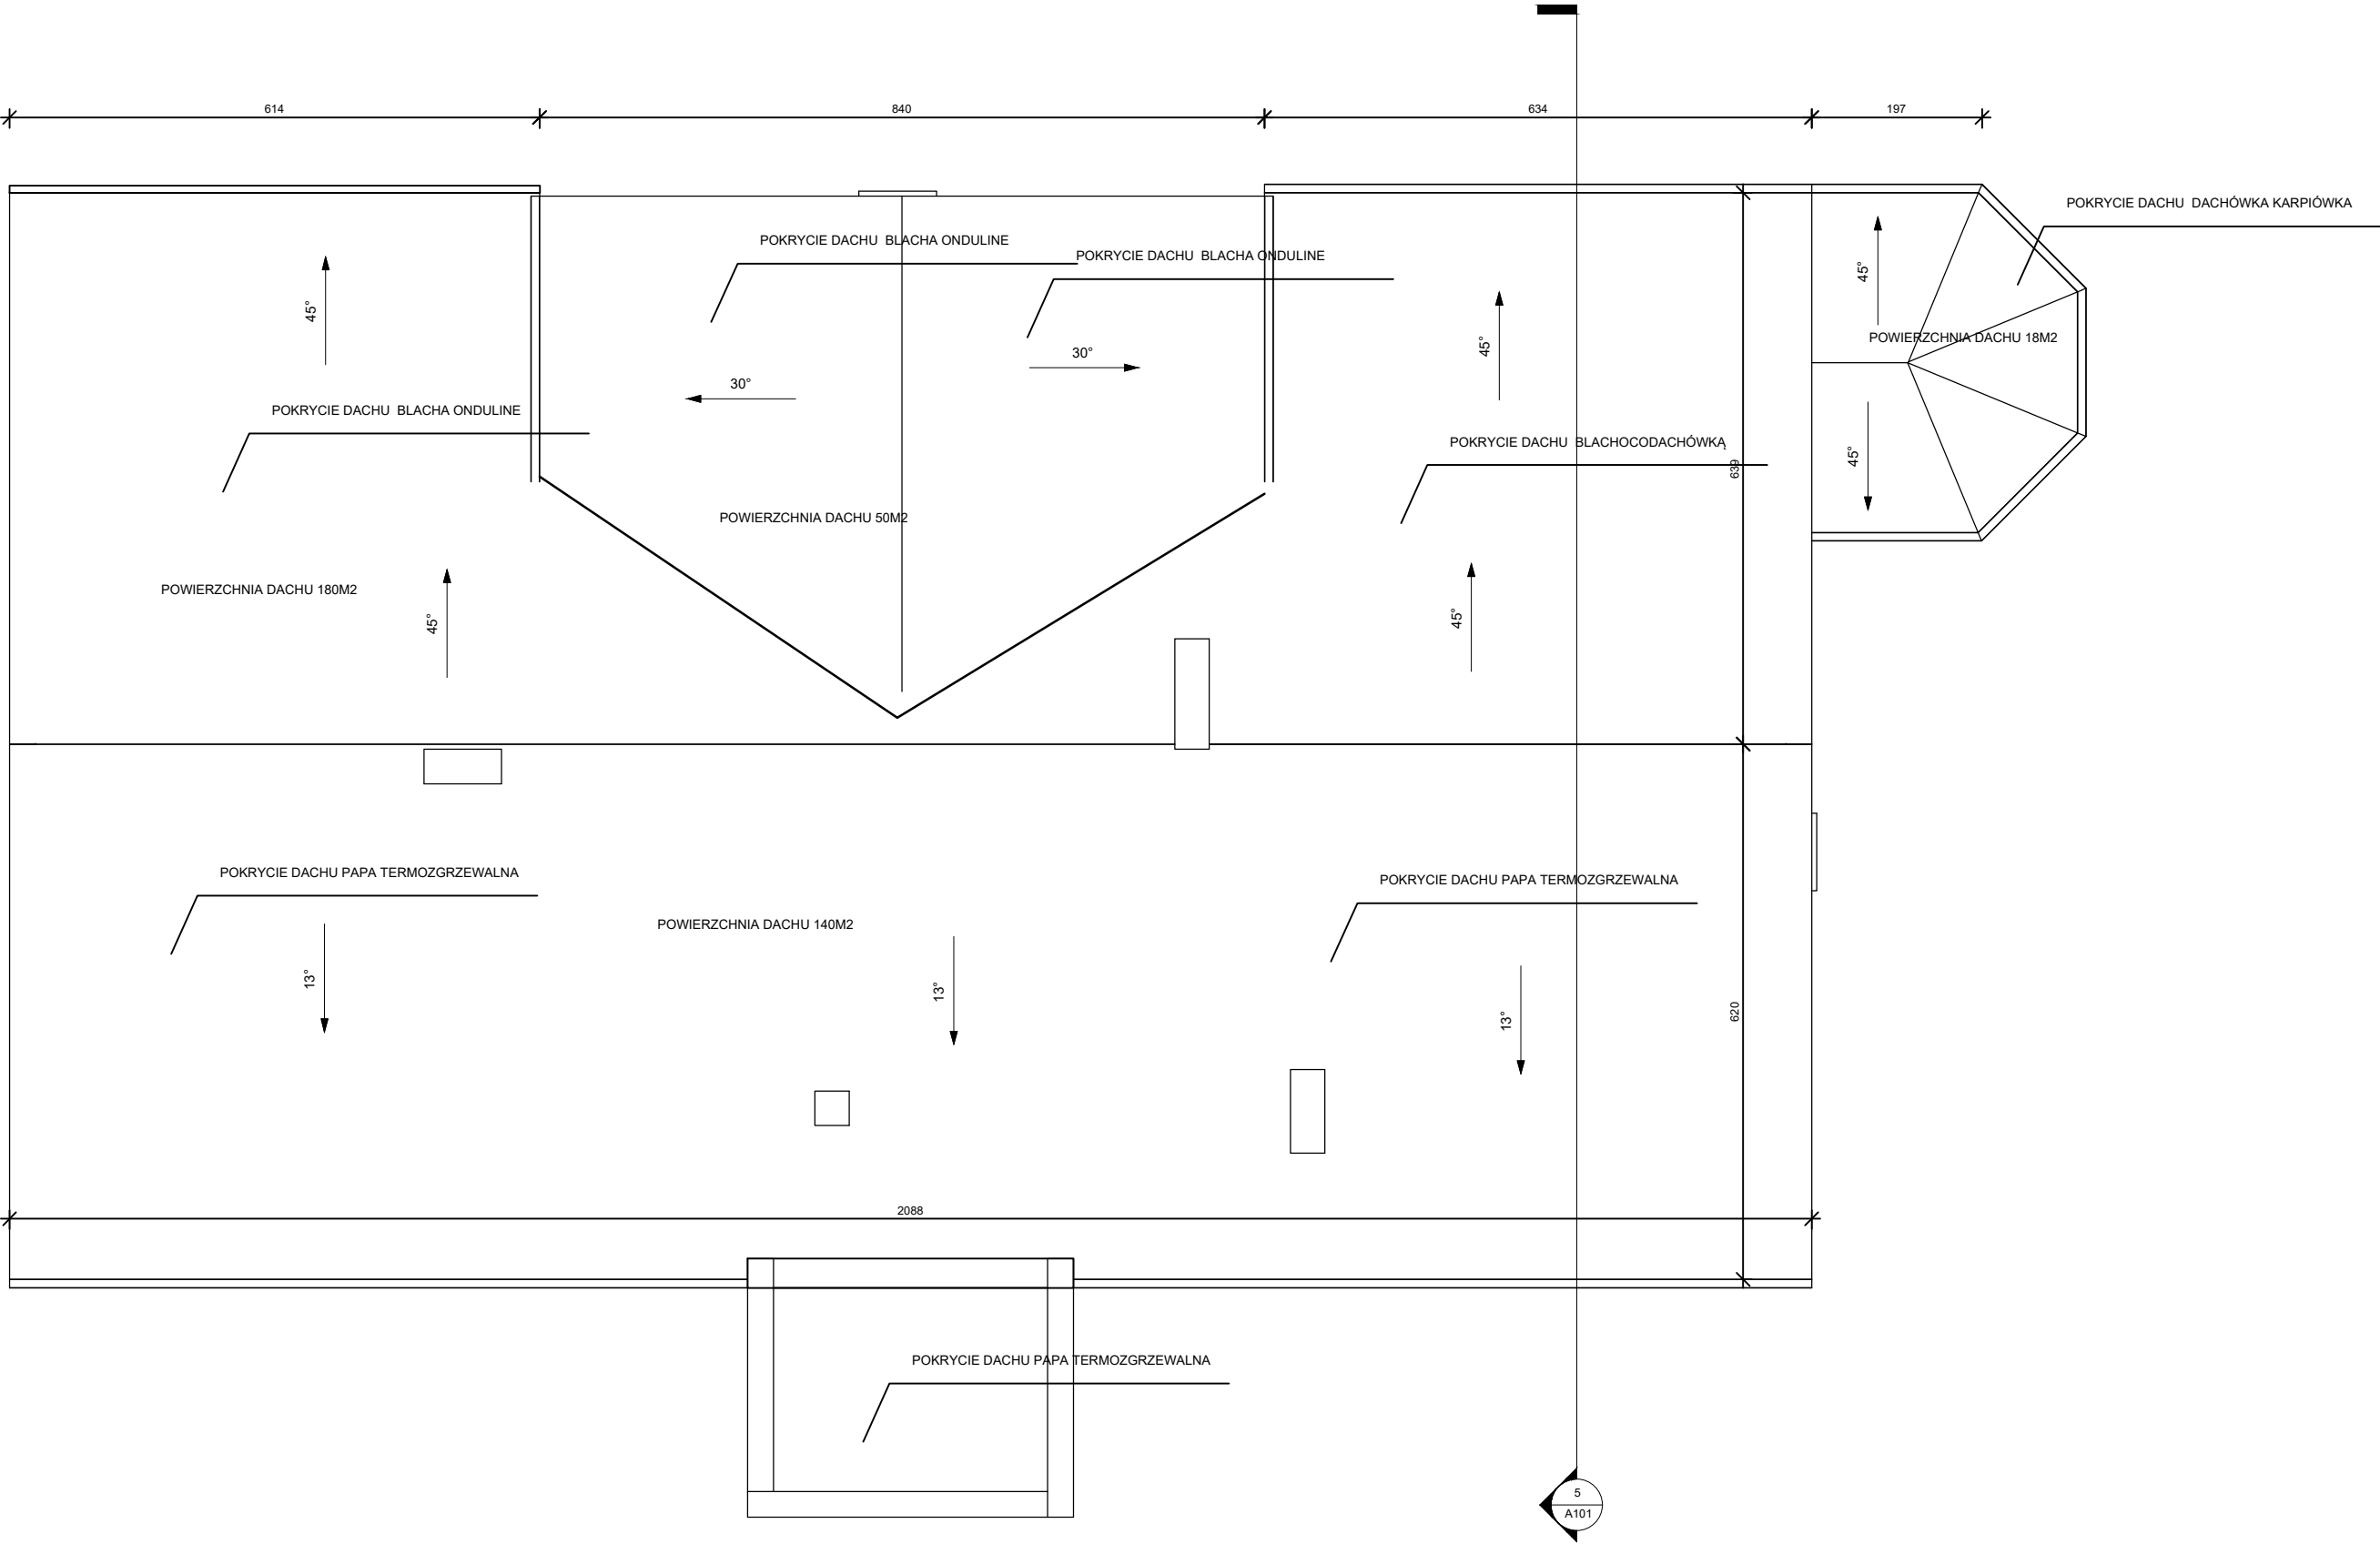 614
840
634
197
POKRYCIE DACHU  DACHÓWKA KARPIÓWKA
POKRYCIE DACHU  BLACHA ONDULINE
POKRYCIE DACHU  BLACHA ONDULINE
45°
45°
45°
POWIERZCHNIA DACHU 18M2
30°
30°
POKRYCIE DACHU  BLACHA ONDULINE
POKRYCIE DACHU  BLACHOCODACHÓWKĄ
639
45°
POWIERZCHNIA DACHU 50M2
POWIERZCHNIA DACHU 180M2
45°
45°
POKRYCIE DACHU PAPA TERMOZGRZEWALNA
POKRYCIE DACHU PAPA TERMOZGRZEWALNA
POWIERZCHNIA DACHU 140M2
13°
13°
13°
620
2088
POKRYCIE DACHU PAPA TERMOZGRZEWALNA
5
A101